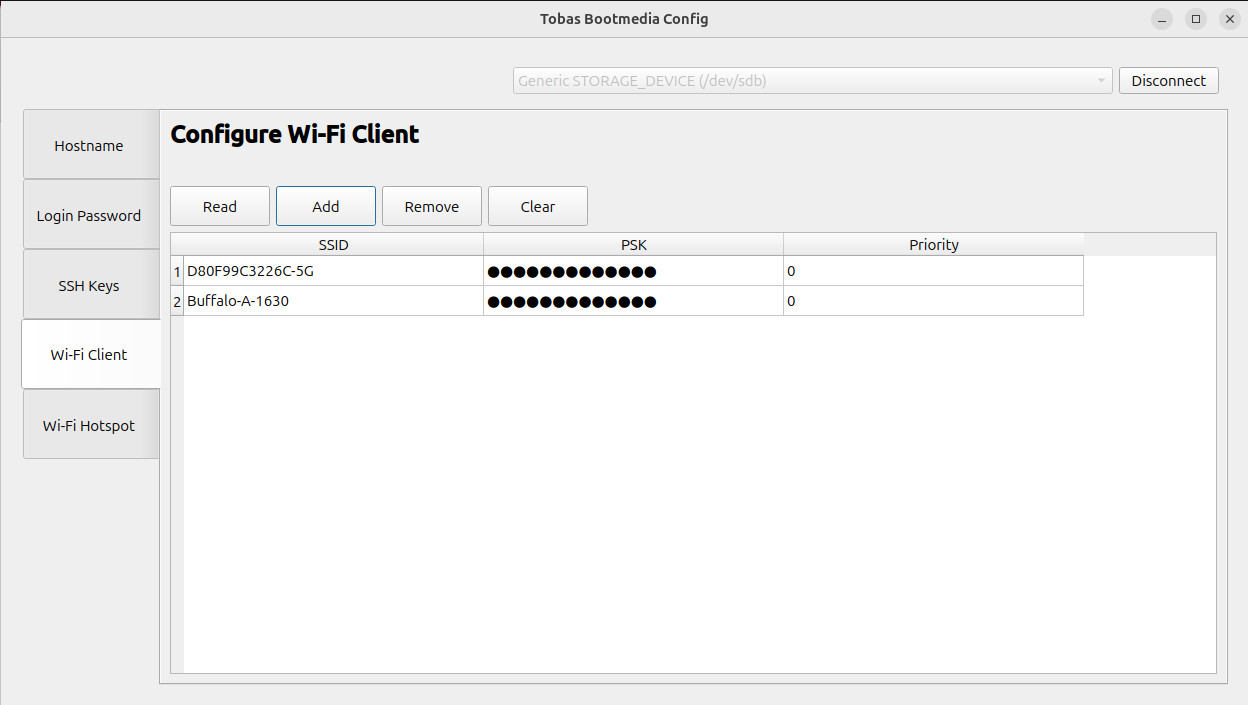 Tobas Bootmedia Config
Generic STORAGE_DEVICE (/dev/sdb)
Disconnect
Hostname
Login Password
SSH Keys
Wi-Fi Client
Wi-Fi Hotspot
Configure Wi-Fi Client
Read Add Remove Clear
SSID PSK Priority
1 D80F99C3226C-5G ●●●●●●●●●●●●● 0
2 Buffalo-A-1630 ●●●●●●●●●●●●● 0